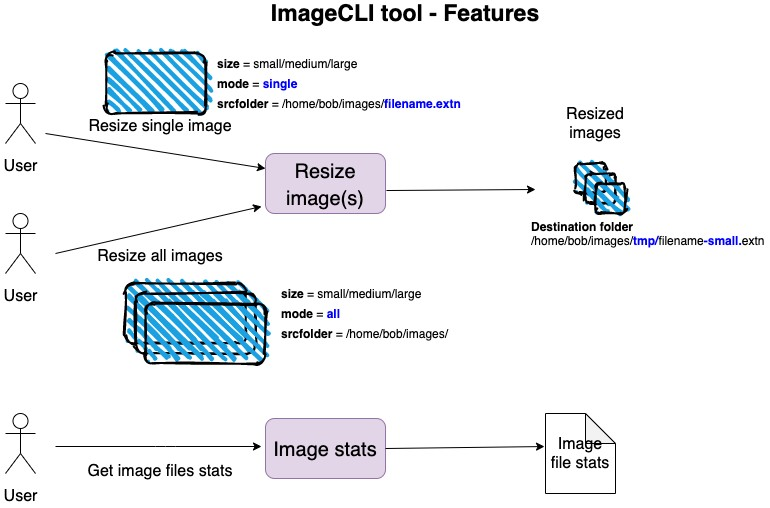 ImageCLI tool - Features
size = small/medium/large
mode = single
srcfolder = /home/bob/images/filename.extn
Resize single image
User
Resize
image(s)
Resized
images
Destination folder
/home/bob/images/tmp/filename-small.extn
User
Resize all images
size = small/medium/large
mode = all
srcfolder = /home/bob/images/
User
Get image files stats
Image stats
Image
file stats